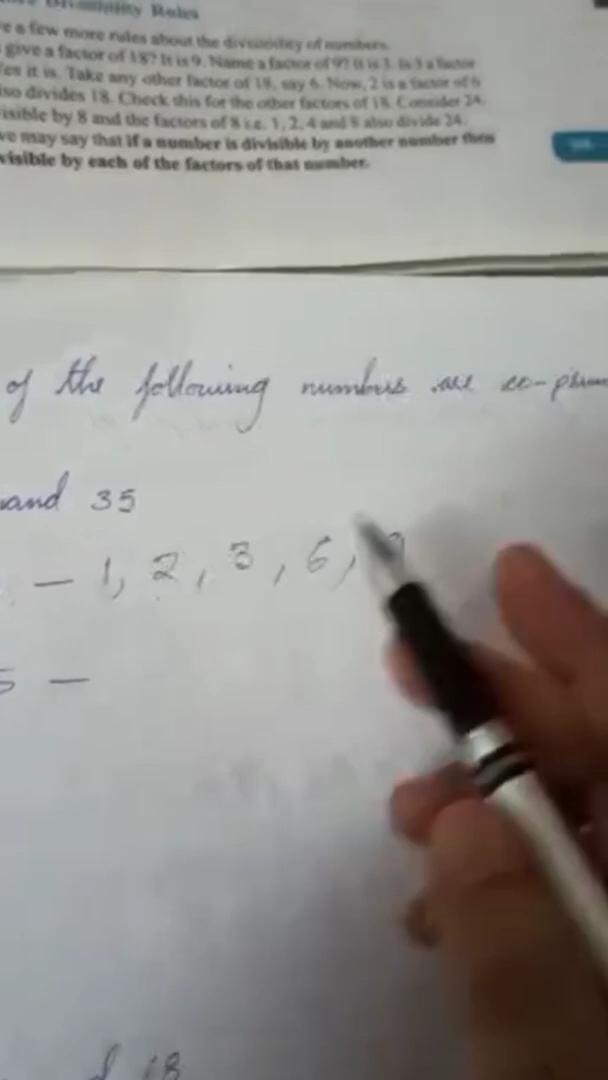 Divisibility Rules
e a few more rules about the divisibility of numbers.
give a factor of 18? It is 9. Name a factor of 9? It is 3. Is 3 a factor
es it is. Take any other factor of 18, say 6. Now, 2 is a factor of 6
lso divides 18. Check this for the other factors of 18. Consider 24.
isible by 8 and the factors of 8 i.e. 1, 2, 4 and 8 also divide 24.
ve may say that if a number is divisible by another number then
visible by each of the factors of that number.
of the following numbers are co-prime
and 35
— 1, 2, 3, 6,
5 —
18